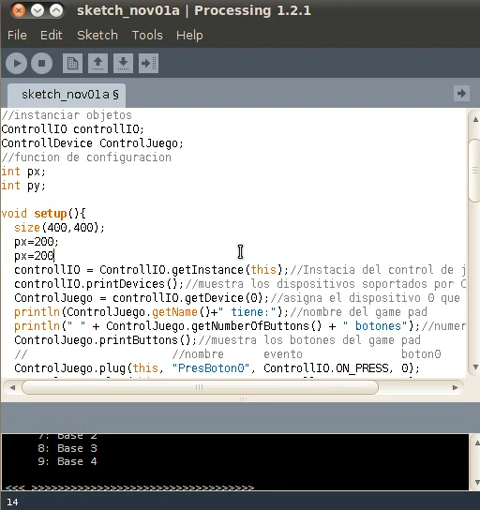 sketch_nov01a | Processing 1.2.1
File Edit Sketch Tools Help
sketch_nov01a §
//instanciar objetos
ControllIO controllIO;
ControllDevice ControlJuego;
//funcion de configuracion
int px;
int py;
void setup(){
size(400,400);
px=200;
px=200
controllIO = ControllIO.getInstance(this);//Instacia del control de j
controllIO.printDevices();//muestra los dispositivos soportados por C
ControlJuego = controllIO.getDevice(0);//asigna el dispositivo 0 que
println(ControlJuego.getName()+" tiene:");//nombre del game pad
println(" " + ControlJuego.getNumberOfButtons() + " botones");//numer
ControlJuego.printButtons();//muestra los botones del game pad
// //nombre evento boton0
ControlJuego.plug(this, "PresBoton0", ControllIO.ON_PRESS, 0);
7: Base 2
8: Base 3
9: Base 4
<<< >>>>>>>>>>>>>>>>>>>>>>>>>>>>>>>>>
14